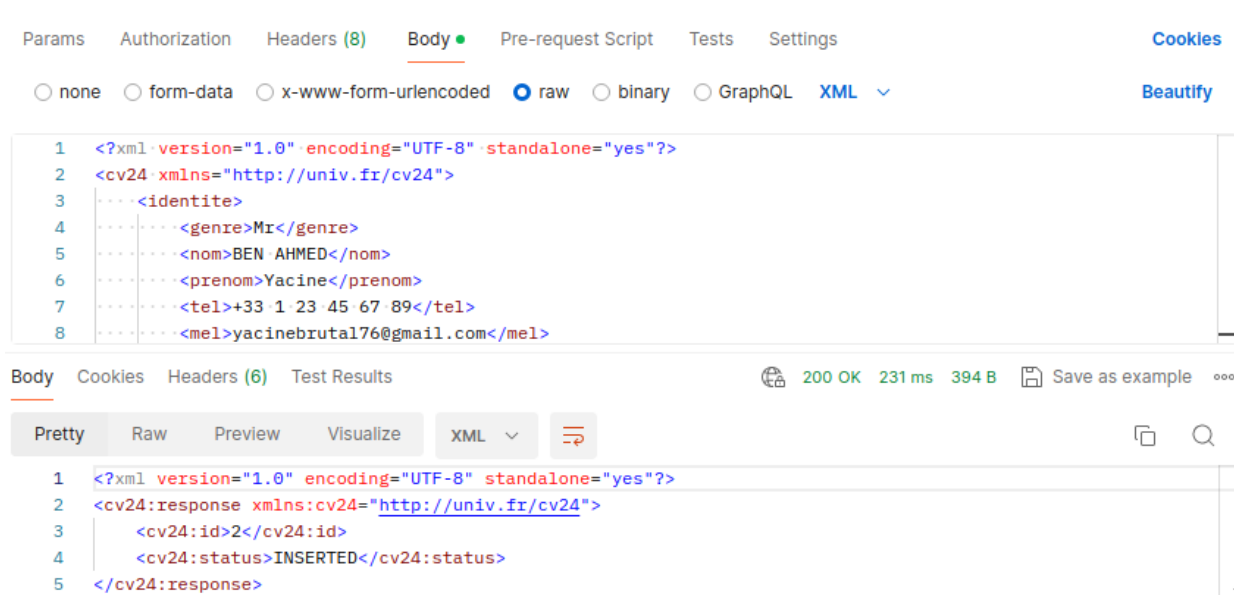 Params Authorization Headers (8) Body Pre-request Script Tests Settings Cookies
none form-data x-www-form-urlencoded raw binary GraphQL XML Beautify
1 <?xml version="1.0" encoding="UTF-8" standalone="yes"?>
2 <cv24 xmlns="http://univ.fr/cv24">
3 <identite>
4 <genre>Mr</genre>
5 <nom>BEN AHMED</nom>
6 <prenom>Yacine</prenom>
7 <tel>+33 1 23 45 67 89</tel>
8 <mel>yacinebrutal76@gmail.com</mel>
Body Cookies Headers (6) Test Results 200 OK 231 ms 394 B Save as example
Pretty Raw Preview Visualize XML
1 <?xml version="1.0" encoding="UTF-8" standalone="yes"?>
2 <cv24:response xmlns:cv24="http://univ.fr/cv24">
3 <cv24:id>2</cv24:id>
4 <cv24:status>INSERTED</cv24:status>
5 </cv24:response>